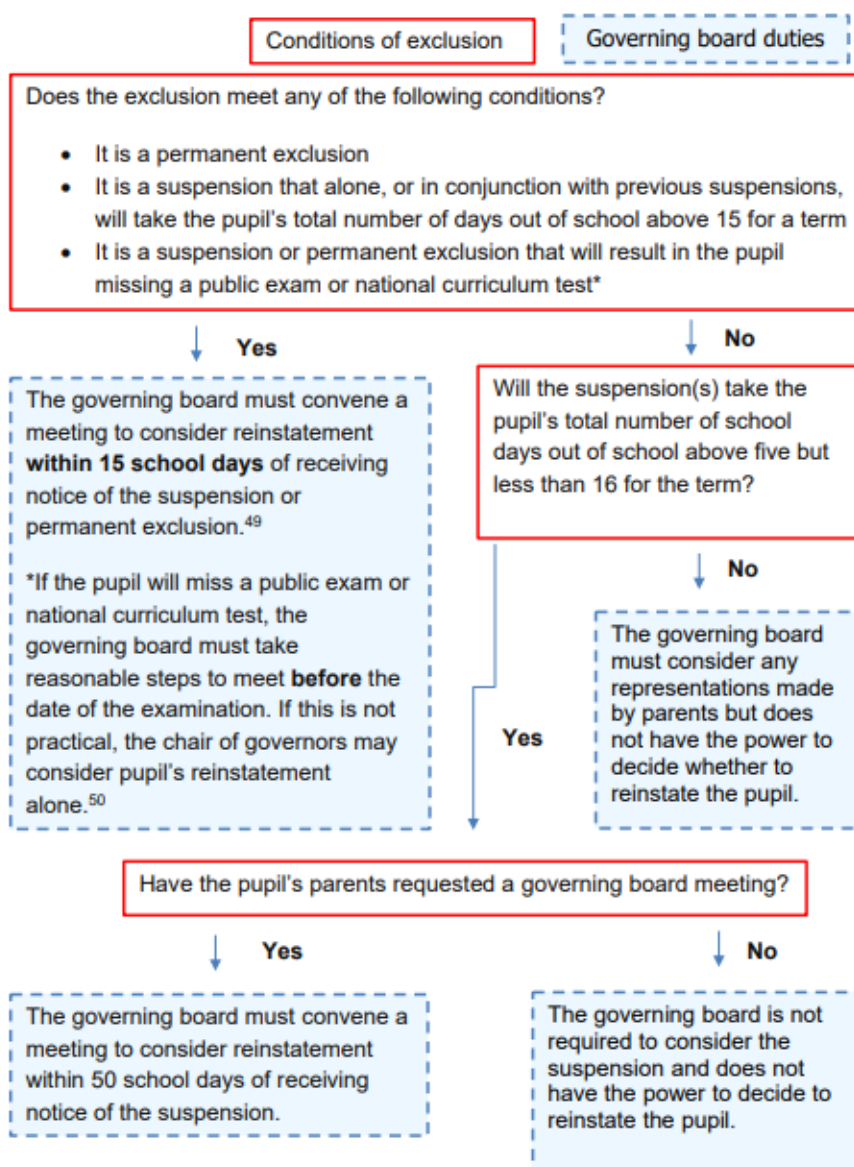 Conditions of exclusion
Governing board duties
Does the exclusion meet any of the following conditions?
• It is a permanent exclusion
• It is a suspension that alone, or in conjunction with previous suspensions,
will take the pupil's total number of days out of school above 15 for a term
• It is a suspension or permanent exclusion that will result in the pupil
missing a public exam or national curriculum test*
Yes
No
The governing board must convene a
meeting to consider reinstatement
within 15 school days of receiving
notice of the suspension or
permanent exclusion.49
*If the pupil will miss a public exam or
national curriculum test, the
governing board must take
reasonable steps to meet before the
date of the examination. If this is not
practical, the chair of governors may
consider pupil's reinstatement
alone.50
Will the suspension(s) take the
pupil's total number of school
days out of school above five but
less than 16 for the term?
No
The governing board
must consider any
representations made
by parents but does
not have the power to
decide whether to
reinstate the pupil.
Yes
Have the pupil's parents requested a governing board meeting?
Yes
No
The governing board must convene a
meeting to consider reinstatement
within 50 school days of receiving
notice of the suspension.
The governing board is not
required to consider the
suspension and does not
have the power to decide to
reinstate the pupil.